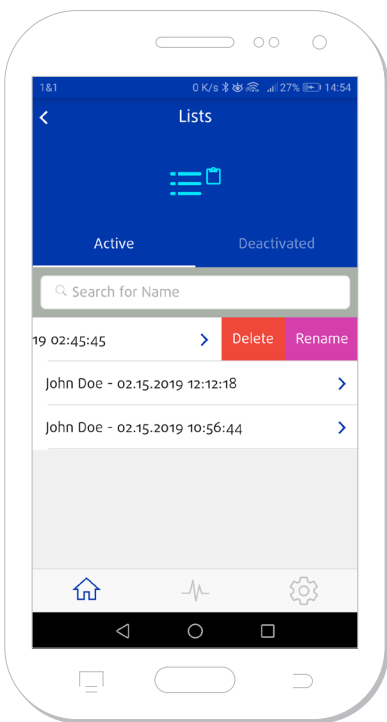 1&1 0 K/s 27% 14:54
Lists
Active Deactivated
Search for Name
19 02:45:45 Delete Rename
John Doe - 02.15.2019 12:12:18
John Doe - 02.15.2019 10:56:44